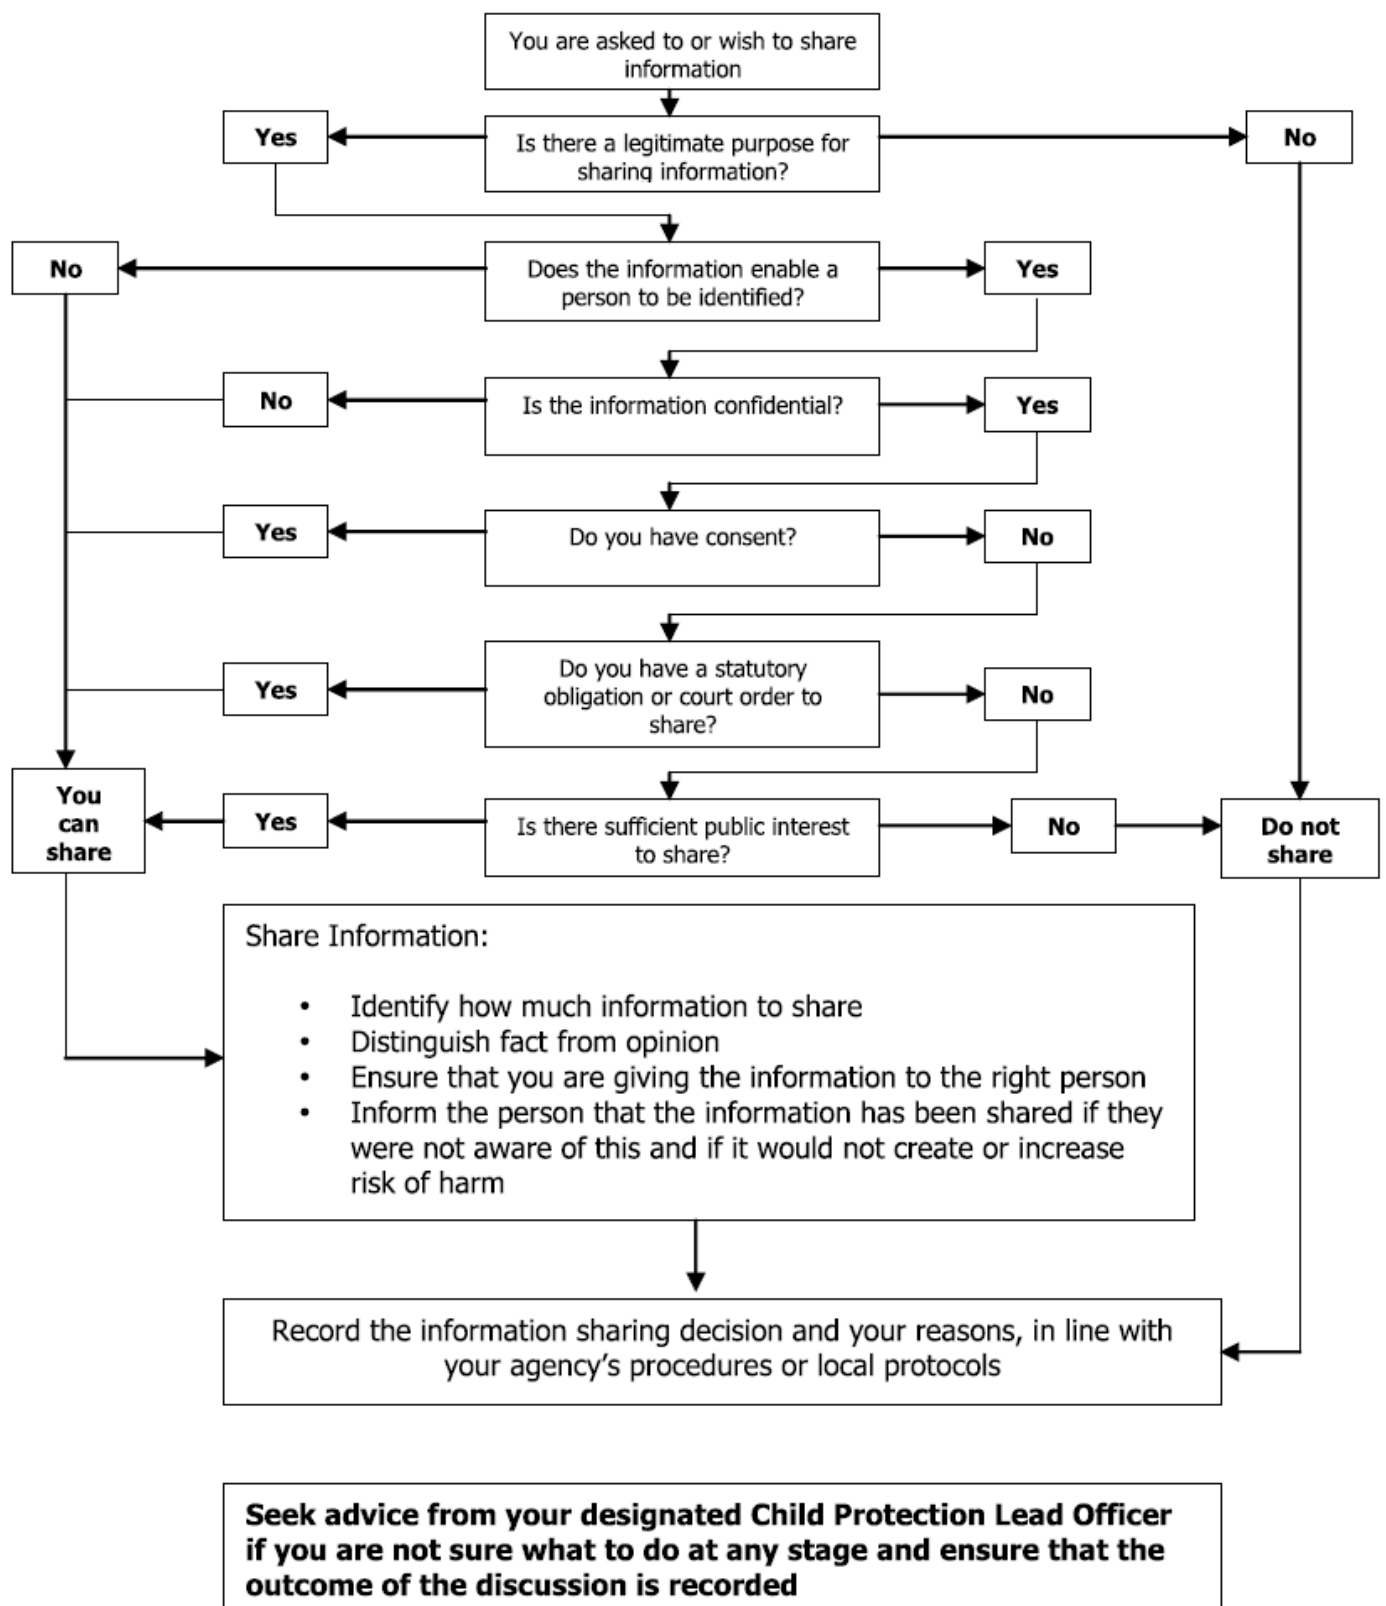 You are asked to or wish to share
information
Yes
Is there a legitimate purpose for
sharing information?
No
No
Does the information enable a
person to be identified?
Yes
No
Is the information confidential?
Yes
Yes
Do you have consent?
No
Yes
Do you have a statutory
obligation or court order to
share?
No
You
can
share
Yes
Is there sufficient public interest
to share?
No
Do not
share
Share Information:
• Identify how much information to share
• Distinguish fact from opinion
• Ensure that you are giving the information to the right person
• Inform the person that the information has been shared if they
were not aware of this and if it would not create or increase
risk of harm
Record the information sharing decision and your reasons, in line with
your agency’s procedures or local protocols
Seek advice from your designated Child Protection Lead Officer
if you are not sure what to do at any stage and ensure that the
outcome of the discussion is recorded